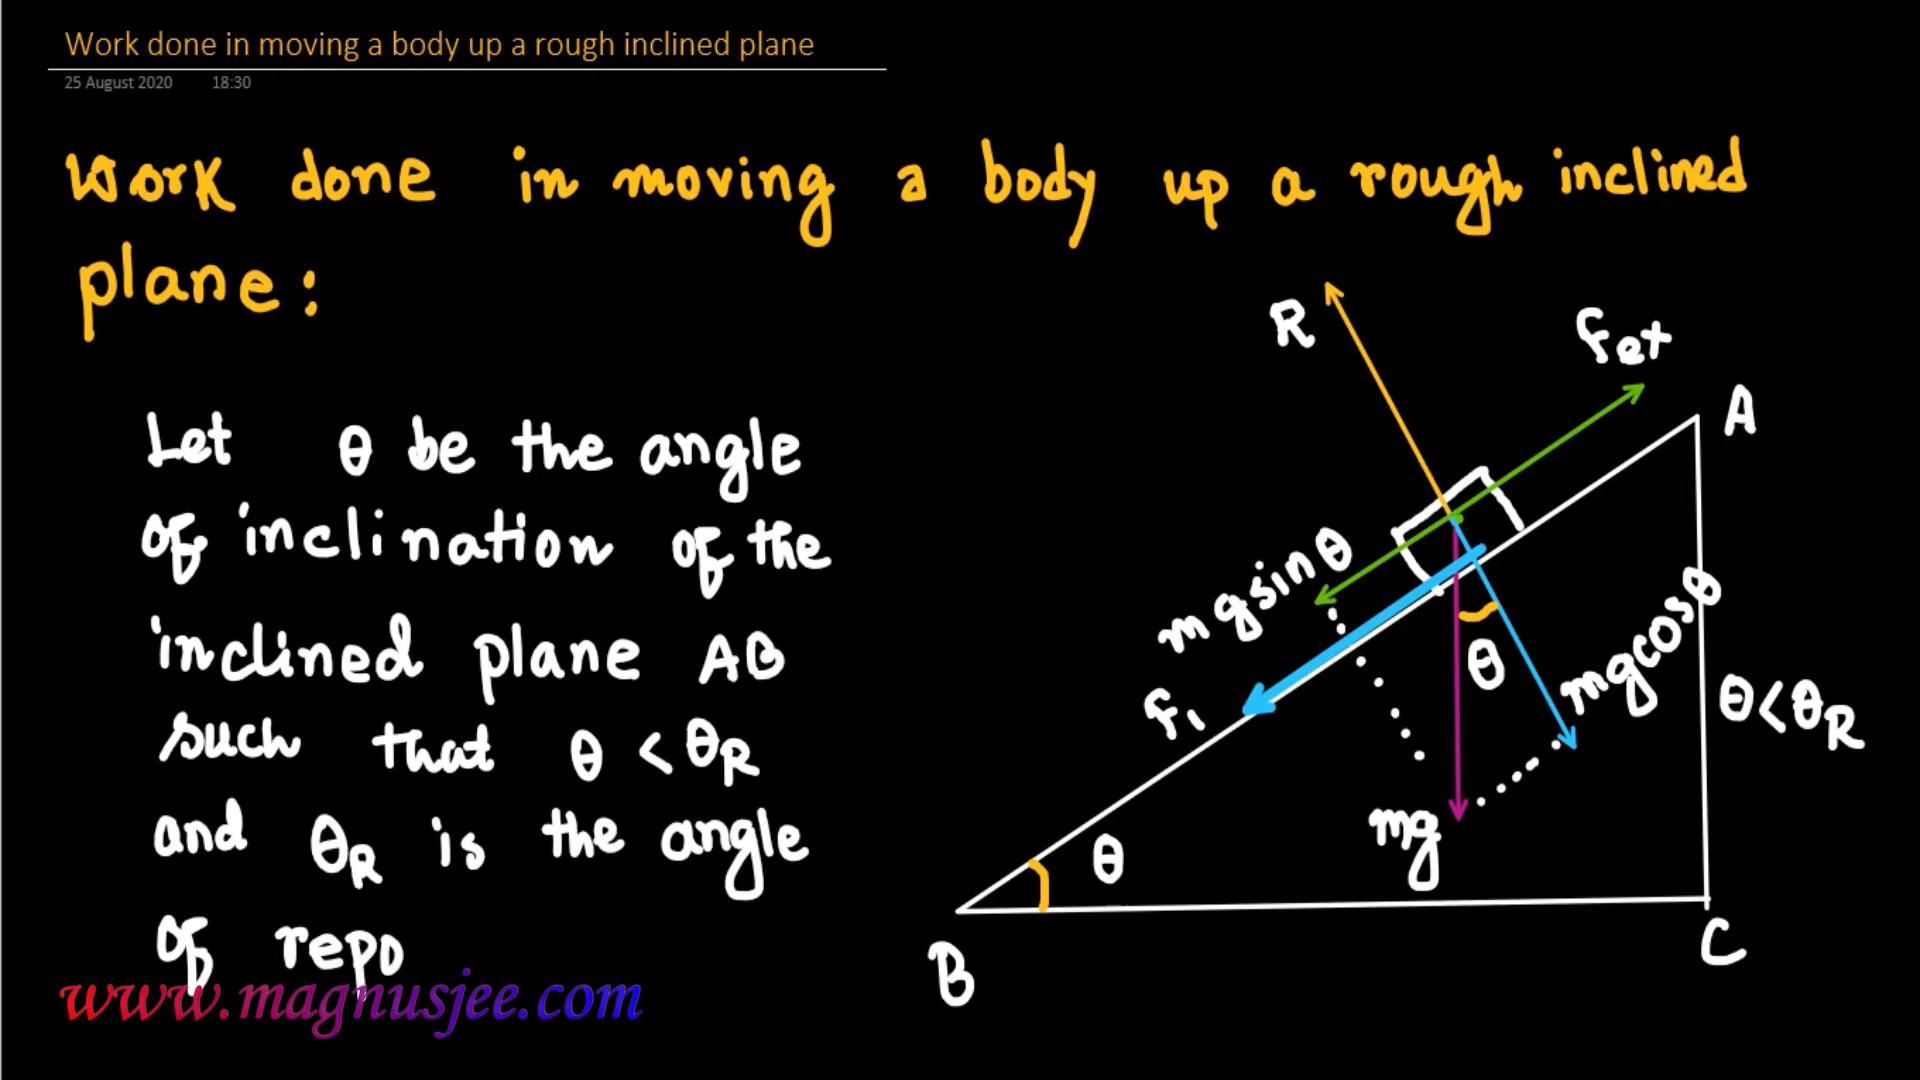 Work done in moving a body up a rough inclined plane
25 August 2020 18:30
Work done in moving a body up a rough inclined
plane:
R
fext
A
Let θ be the angle
of inclination of the
inclined plane AB
such that θ < θR
and θR is the angle
of repo
mgsinθ
θ
mgcosθ
θ<θR
f1
mg
θ
B
C
www.magnusjee.com